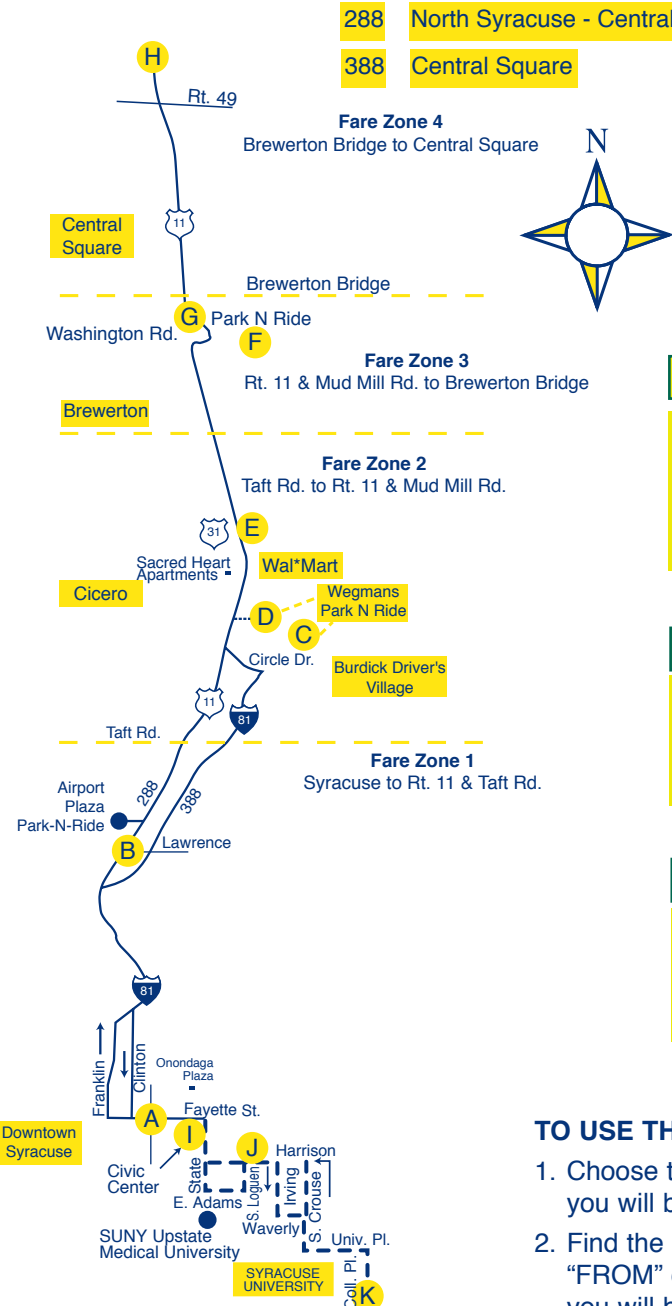 288 North Syracuse - Central
388 Central Square
H
Rt. 49
Fare Zone 4
Brewerton Bridge to Central Square
N
11
Central
Square
Brewerton Bridge
G Park N Ride
Washington Rd.
F
Fare Zone 3
Rt. 11 & Mud Mill Rd. to Brewerton Bridge
Brewerton
Fare Zone 2
Taft Rd. to Rt. 11 & Mud Mill Rd.
31
E
Sacred Heart
Apartments
Wal*Mart
Cicero
Wegmans
Park N Ride
D
C
Circle Dr.
Burdick Driver's
Village
11
81
Taft Rd.
Fare Zone 1
Syracuse to Rt. 11 & Taft Rd.
Airport
Plaza
Park-N-Ride
288
388
B
Lawrence
81
Franklin
Clinton
Onondaga
Plaza
A
Fayette St.
I
Downtown
Syracuse
Civic
Center
State
J
Harrison
S. Loguen
Irving
S. Crouse
E. Adams
Waverly
SUNY Upstate
Medical University
Univ. Pl.
SYRACUSE
UNIVERSITY
Coll. Pl.
K
TO USE TH
1. Choose t
you will b
2. Find the
“FROM”
you will b